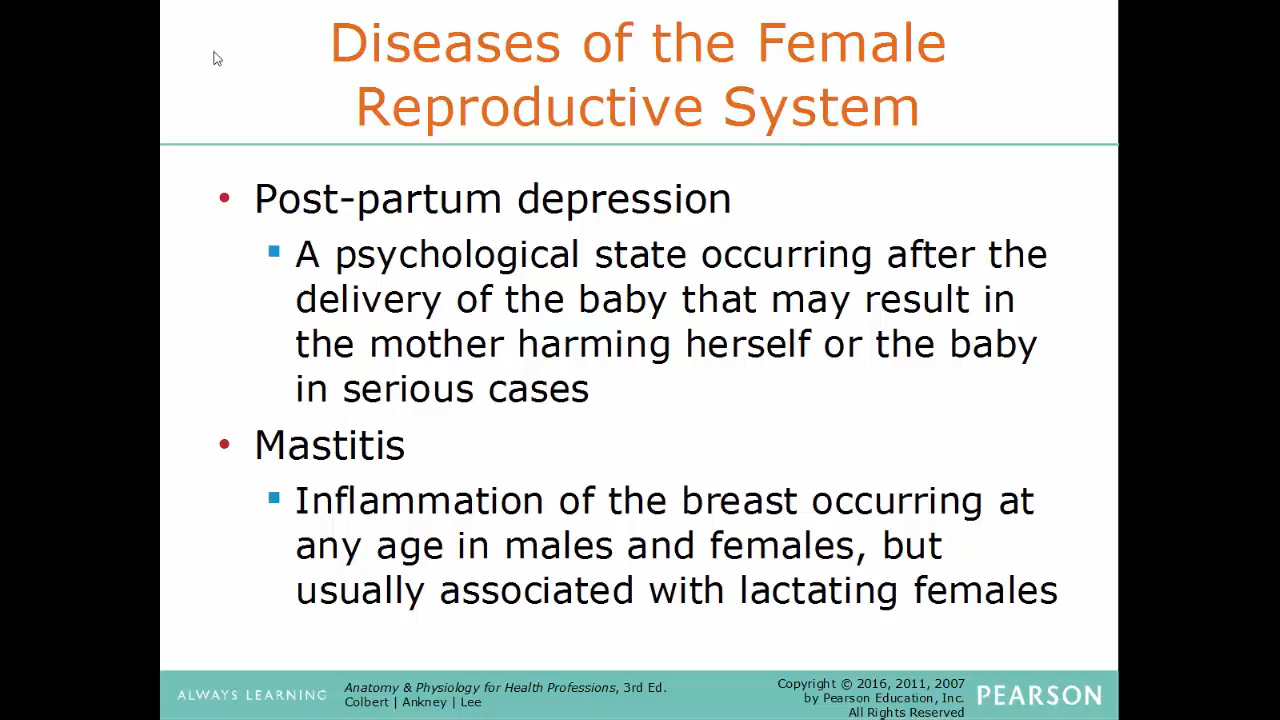 Diseases of the Female
Reproductive System
• Post-partum depression
▪ A psychological state occurring after the
delivery of the baby that may result in
the mother harming herself or the baby
in serious cases
• Mastitis
▪ Inflammation of the breast occurring at
any age in males and females, but
usually associated with lactating females
ALWAYS LEARNING
Anatomy & Physiology for Health Professions, 3rd Ed.
Colbert | Ankney | Lee
Copyright © 2016, 2011, 2007
by Pearson Education, Inc.
All Rights Reserved
PEARSON